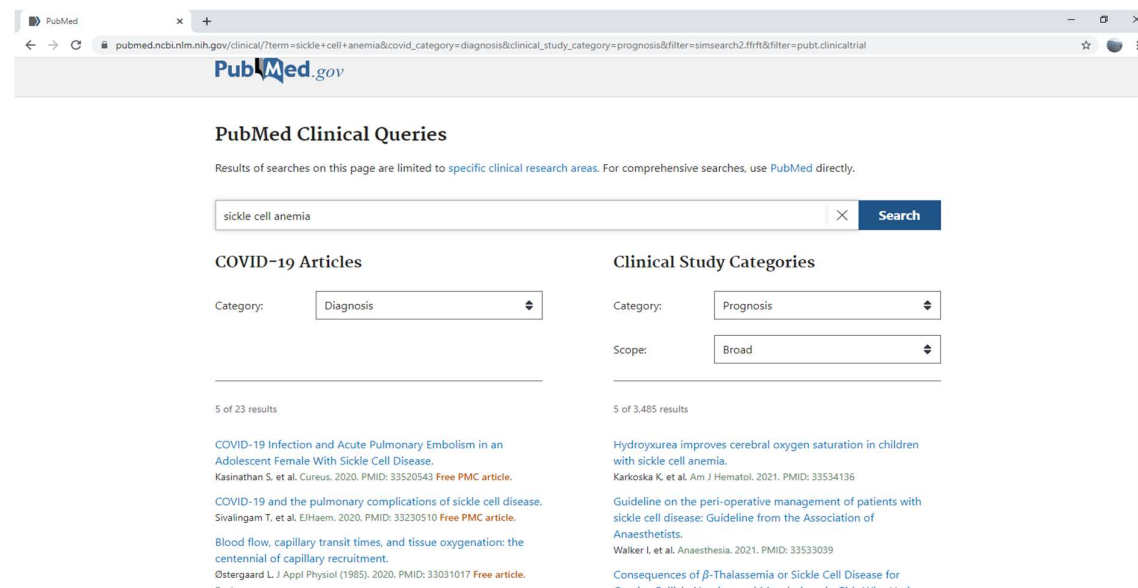 PubMed
pubmed.ncbi.nlm.nih.gov/clinical/?term=sickle+cell+anemia&covid_category=diagnosis&clinical_study_category=prognosis&filter=simsearch2.ffrft&filter=pubt.clinicaltrial
PubMed.gov
PubMed Clinical Queries
Results of searches on this page are limited to specific clinical research areas. For comprehensive searches, use PubMed directly.
sickle cell anemia
Search
COVID-19 Articles
Category: Diagnosis
5 of 23 results
COVID-19 Infection and Acute Pulmonary Embolism in an
Adolescent Female With Sickle Cell Disease.
Kasinathan S, et al. Cureus. 2020. PMID: 33520543 Free PMC article.
COVID-19 and the pulmonary complications of sickle cell disease.
Sivalingam T, et al. EJHaem. 2020. PMID: 33230510 Free PMC article.
Blood flow, capillary transit times, and tissue oxygenation: the
centennial of capillary recruitment.
Østergaard L. J Appl Physiol (1985). 2020. PMID: 33031017 Free article.
Clinical Study Categories
Category: Prognosis
Scope: Broad
5 of 3,485 results
Hydroxyurea improves cerebral oxygen saturation in children
with sickle cell anemia.
Karkoska K, et al. Am J Hematol. 2021. PMID: 33534136
Guideline on the peri-operative management of patients with
sickle cell disease: Guideline from the Association of
Anaesthetists.
Walker I, et al. Anaesthesia. 2021. PMID: 33533039
Consequences of β-Thalassemia or Sickle Cell Disease for